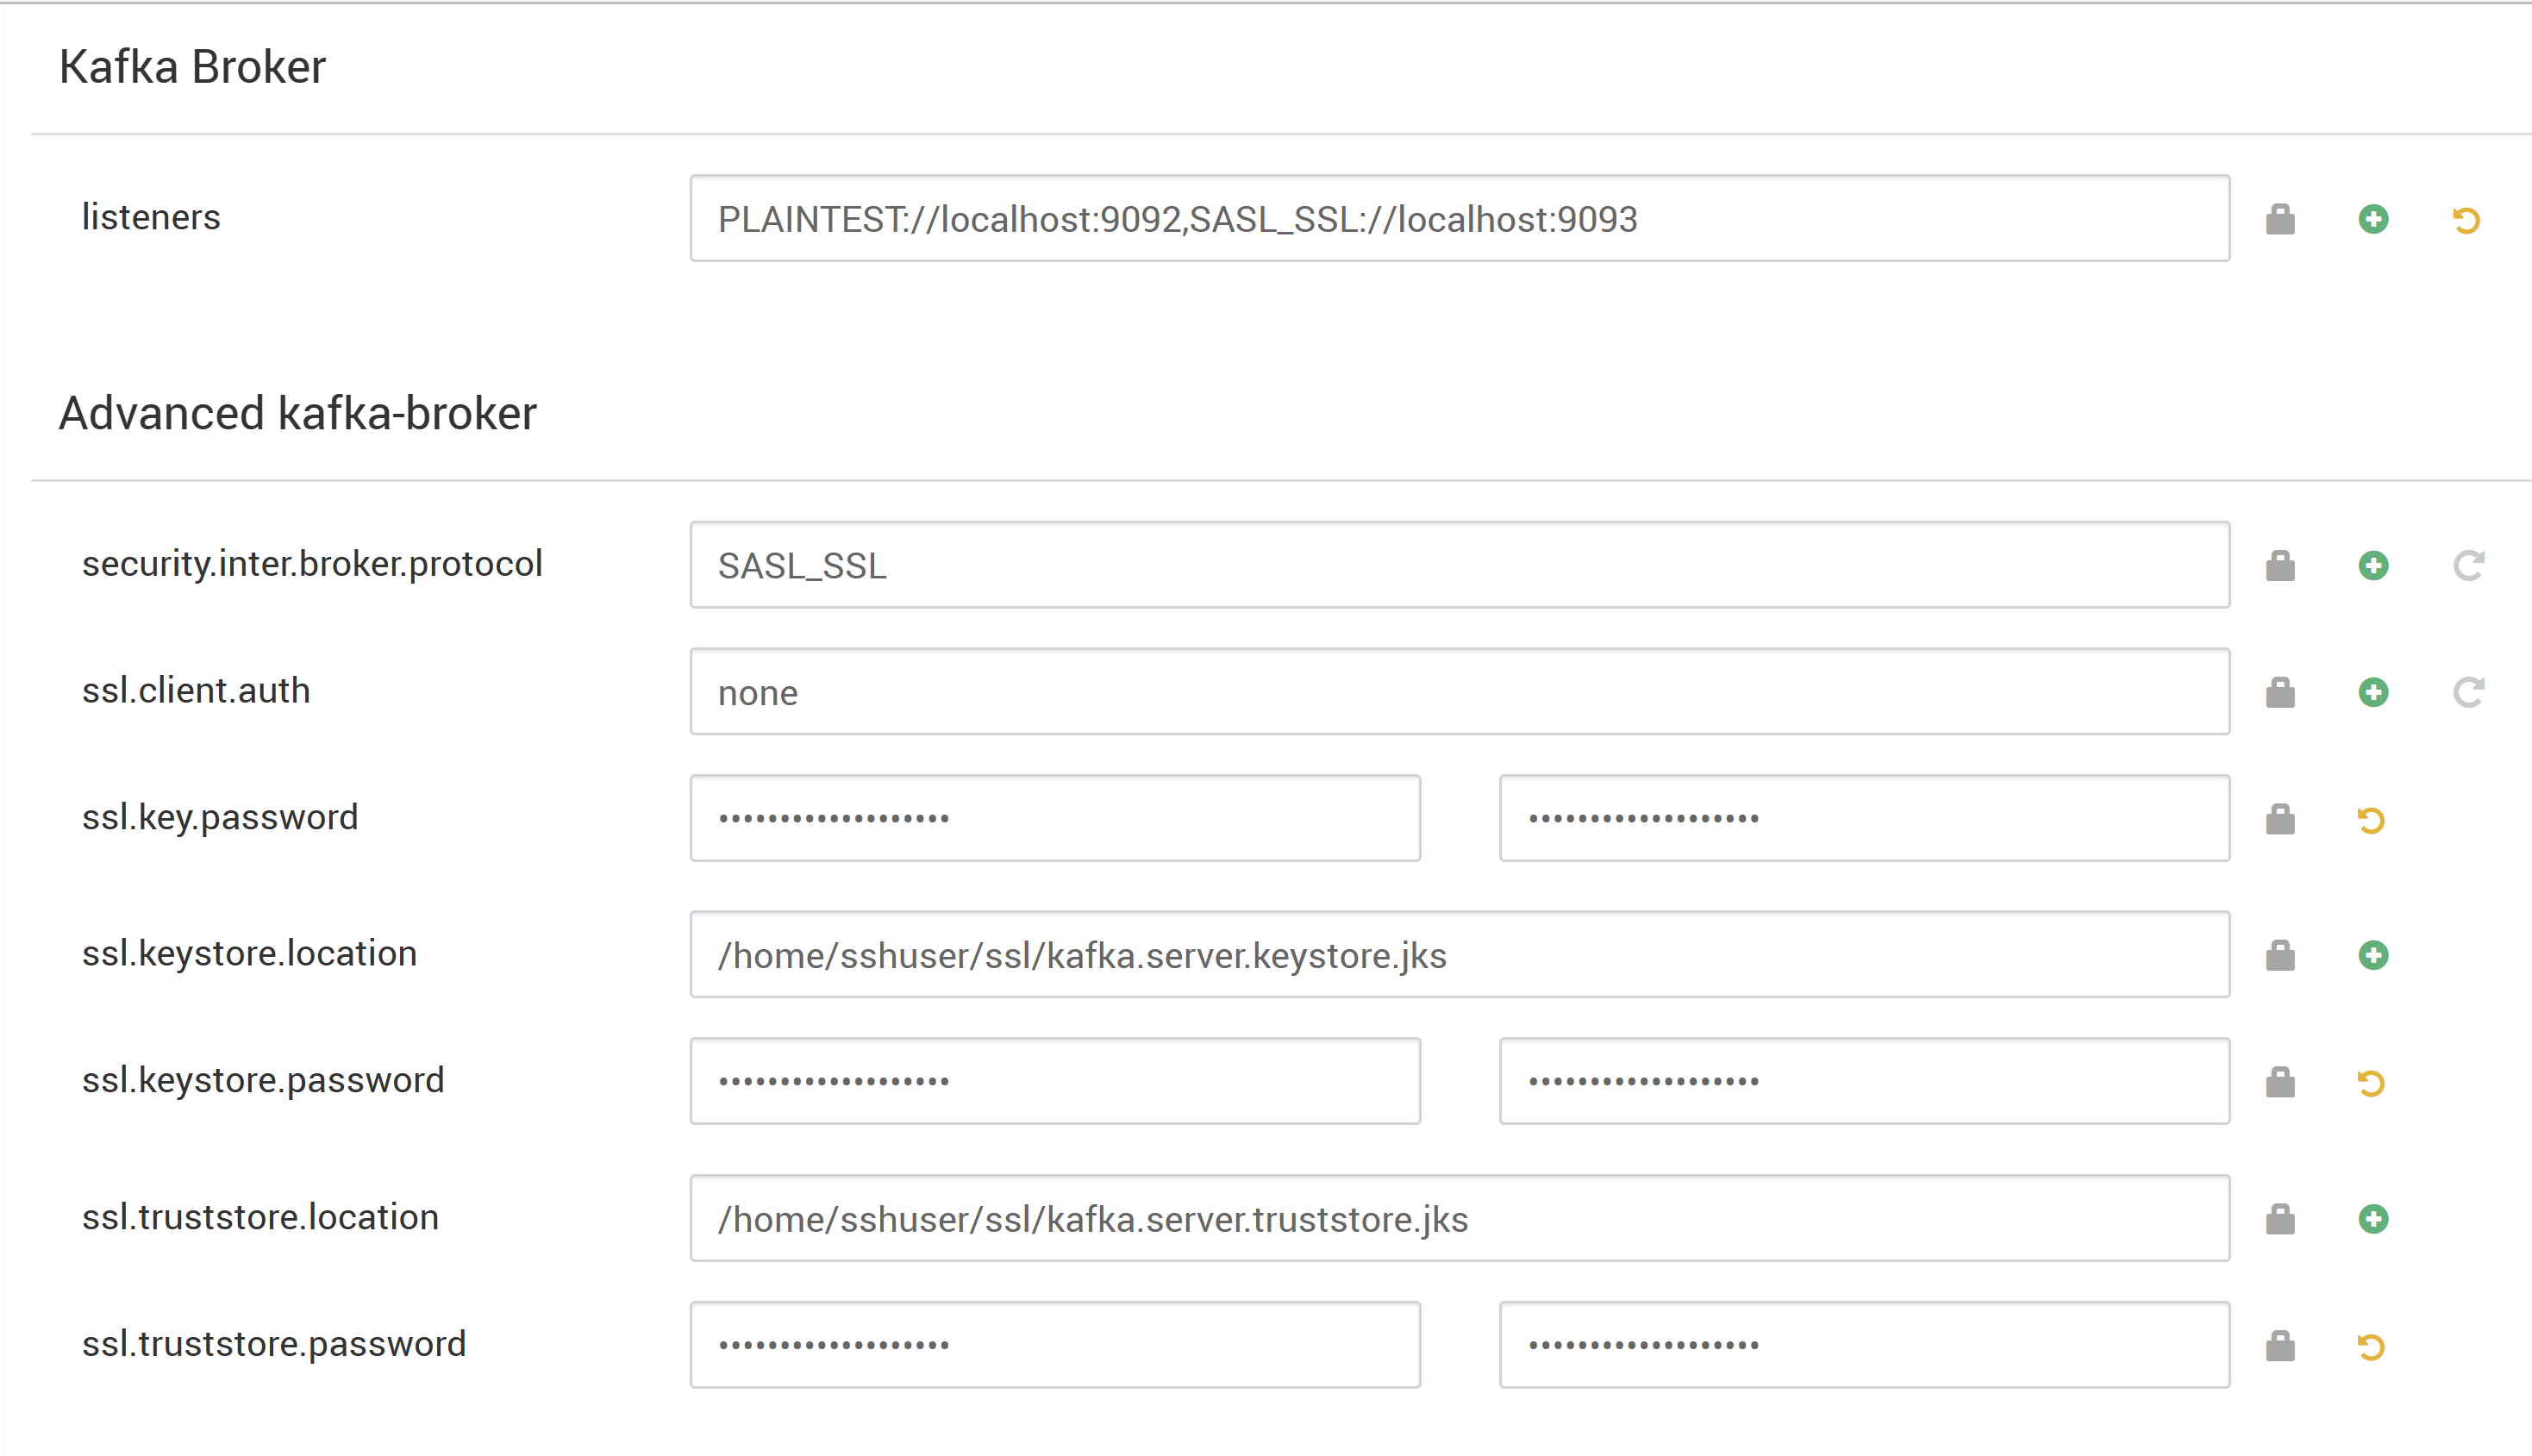 Kafka Broker
listeners PLAINTEST://localhost:9092,SASL_SSL://localhost:9093
Advanced kafka-broker
security.inter.broker.protocol SASL_SSL
ssl.client.auth none
ssl.key.password ••••••••••••••••••• •••••••••••••••••••
ssl.keystore.location /home/sshuser/ssl/kafka.server.keystore.jks
ssl.keystore.password ••••••••••••••••••• •••••••••••••••••••
ssl.truststore.location /home/sshuser/ssl/kafka.server.truststore.jks
ssl.truststore.password ••••••••••••••••••• •••••••••••••••••••